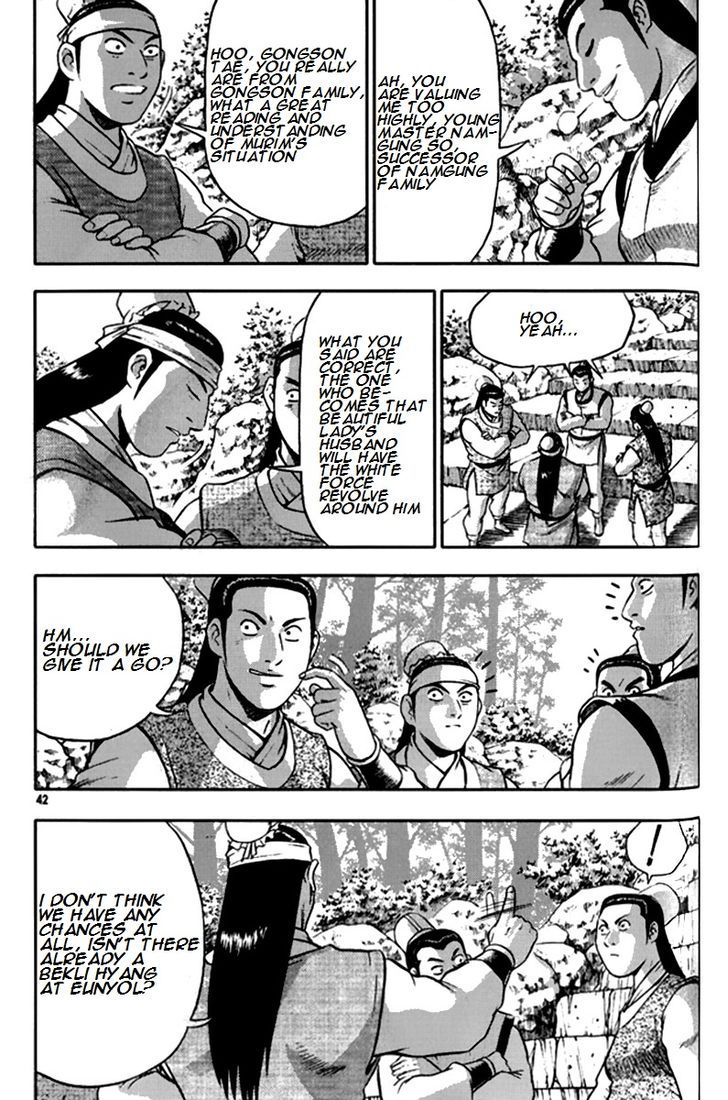 HOO, GONGSON
TAE, YOU REALLY
ARE FROM
GONGSON FAMILY,
WHAT A GREAT
READING AND
UNDERSTANDING
OF MURIM'S
SITUATION
AH, YOU
ARE VALUING
ME TOO
HIGHLY, YOUNG
MASTER NAM-
GUNG SO,
SUCCESSOR
OF NAMGUNG
FAMILY
WHAT YOU
SAID ARE
CORRECT,
THE ONE
WHO BE-
COMES THAT
BEAUTIFUL
LADY'S
HUSBAND
WILL HAVE
THE WHITE
FORCE
REVOLVE
AROUND HIM
HOO,
YEAH...
HM...
SHOULD WE
GIVE IT A GO?
!
!
42
I DON'T THINK
WE HAVE ANY
CHANCES AT
ALL, ISN'T THERE
ALREADY A
BEKLI HYANG
AT EUNYOL?
!